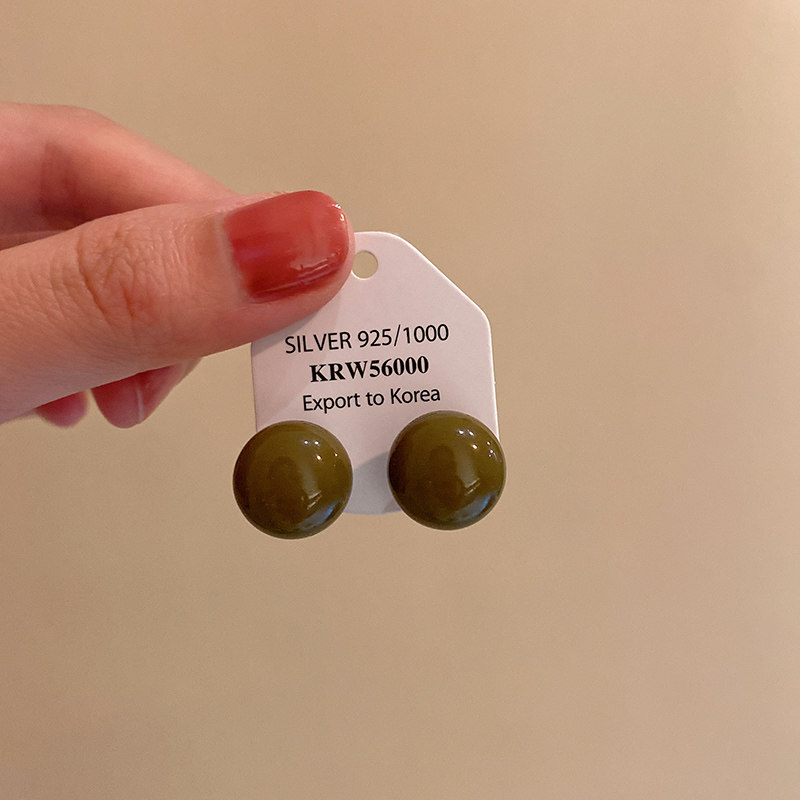 SILVER 925/1000
KRW56000
Export to Korea